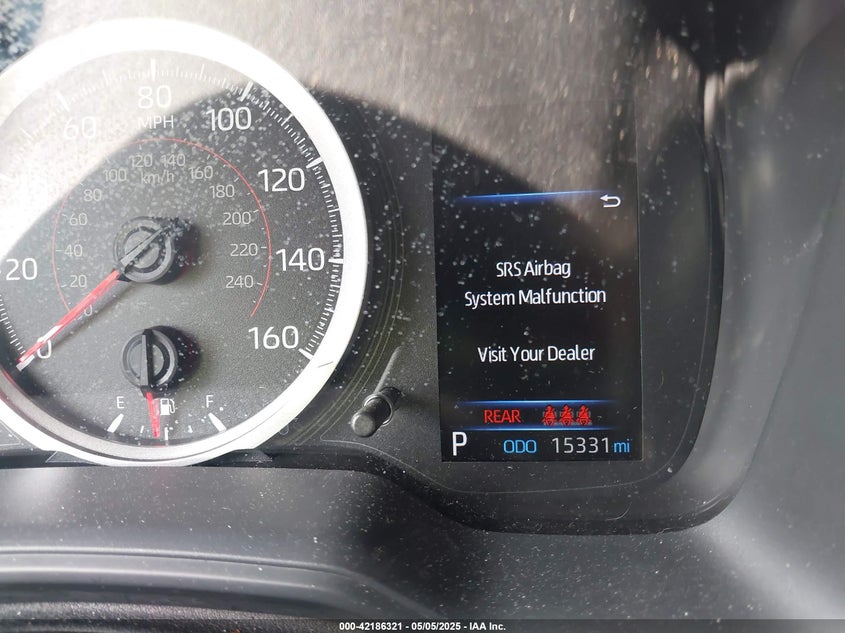 80
60
MPH
100
120
20
140
0
160
120
140
100
km/h
160
80
180
60
200
40
220
20
240
E
F
SRS Airbag
System Malfunction
Visit Your Dealer
REAR
P ODO 15331 mi
000-42186321 - 05/05/2025 - IAA Inc.